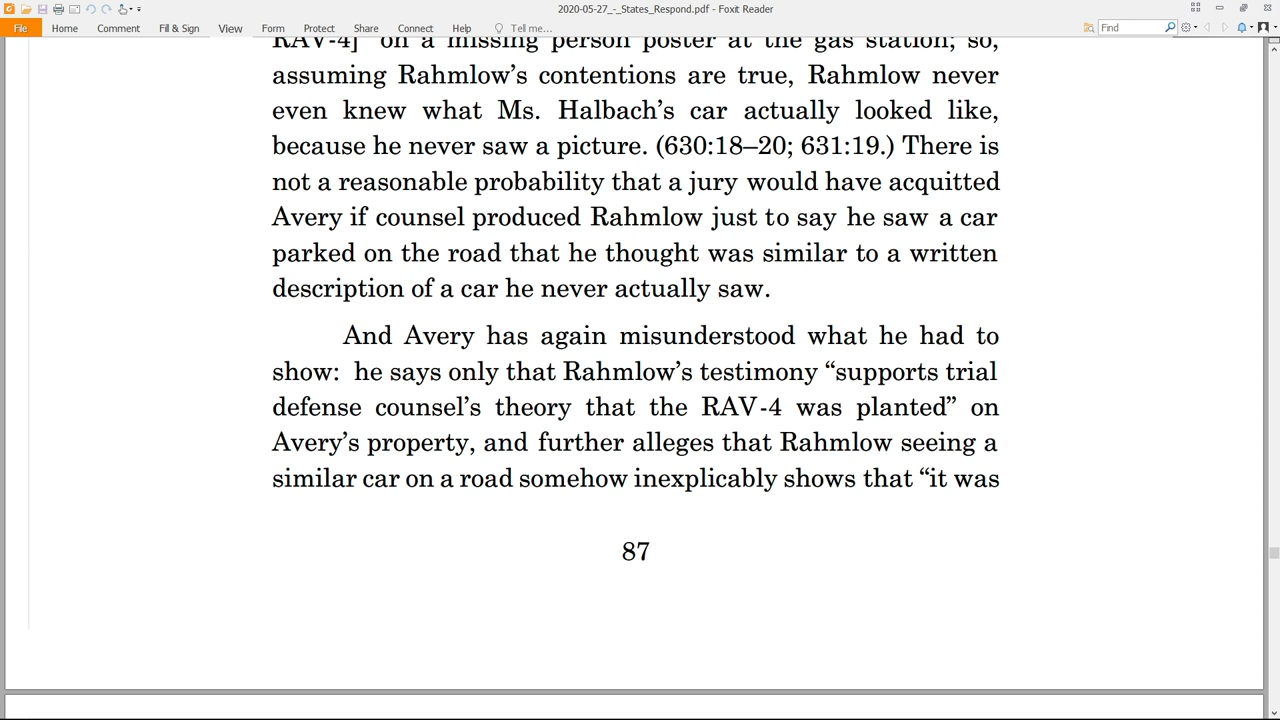 2020-05-27_-_States_Respond.pdf - Foxit Reader
File Home Comment Fill & Sign View Form Protect Share Connect Help Tell me... Find
RAV-4] on a missing person poster at the gas station; so,
assuming Rahmlow’s contentions are true, Rahmlow never
even knew what Ms. Halbach’s car actually looked like,
because he never saw a picture. (630:18–20; 631:19.) There is
not a reasonable probability that a jury would have acquitted
Avery if counsel produced Rahmlow just to say he saw a car
parked on the road that he thought was similar to a written
description of a car he never actually saw.
And Avery has again misunderstood what he had to
show: he says only that Rahmlow’s testimony “supports trial
defense counsel’s theory that the RAV-4 was planted” on
Avery’s property, and further alleges that Rahmlow seeing a
similar car on a road somehow inexplicably shows that “it was
87